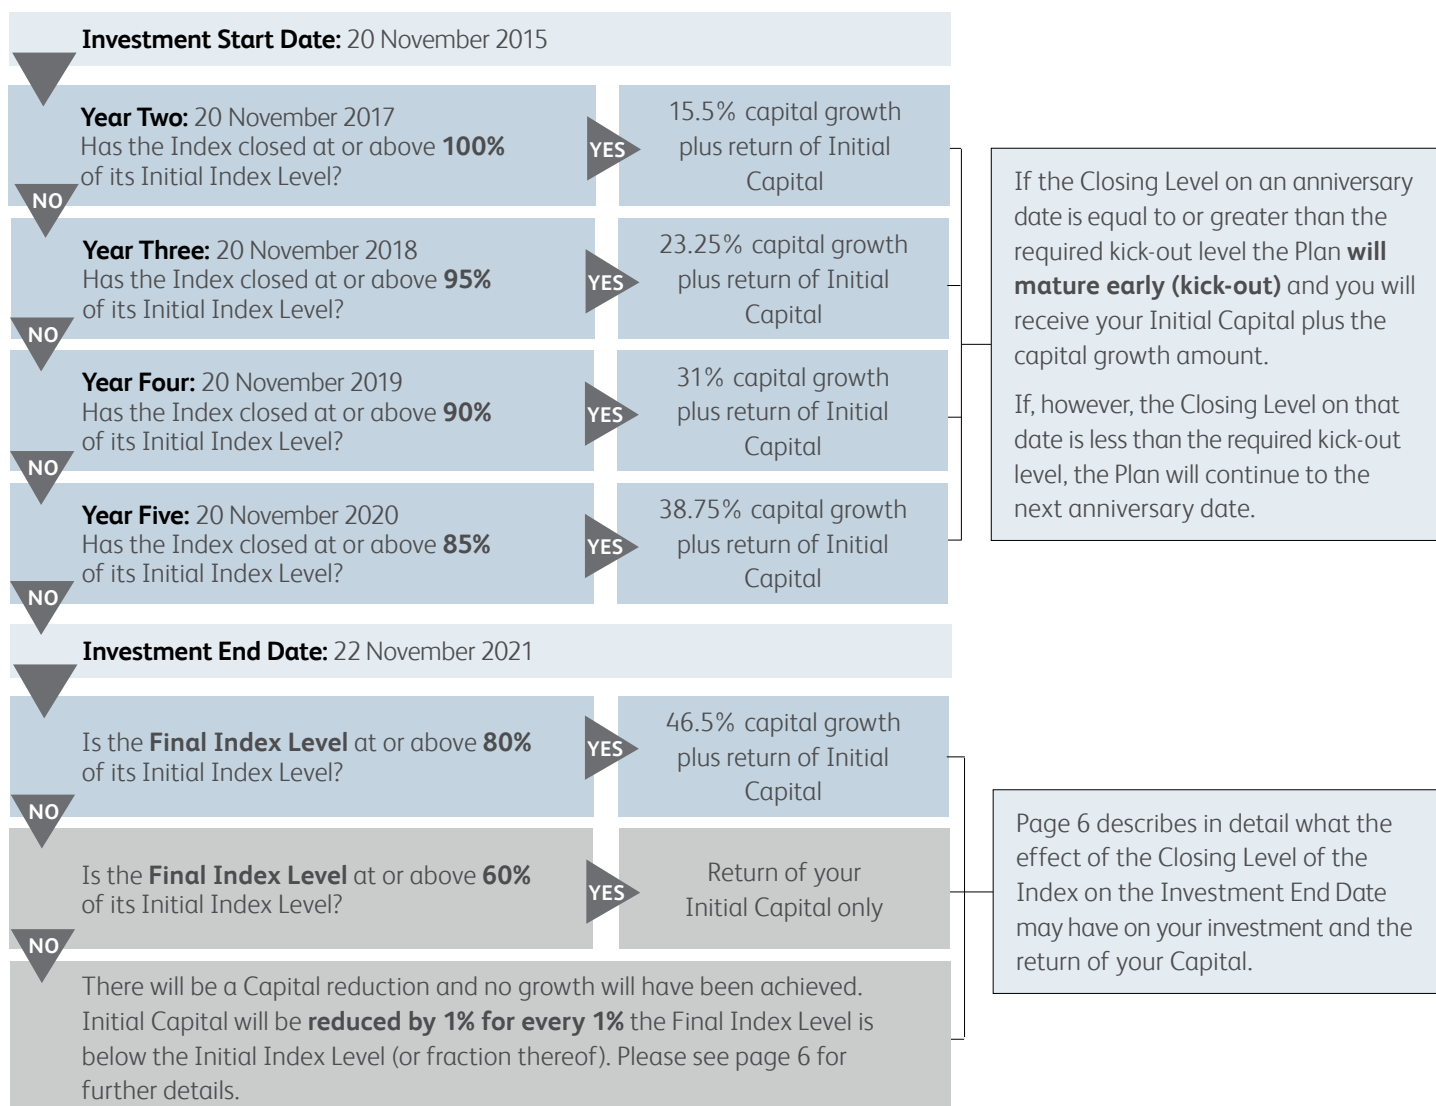 Investment Start Date: 20 November 2015
Year Two: 20 November 2017
Has the Index closed at or above 100%
of its Initial Index Level?
YES
15.5% capital growth
plus return of Initial
Capital
NO
Year Three: 20 November 2018
Has the Index closed at or above 95%
of its Initial Index Level?
YES
23.25% capital growth
plus return of Initial
Capital
NO
Year Four: 20 November 2019
Has the Index closed at or above 90%
of its Initial Index Level?
YES
31% capital growth
plus return of Initial
Capital
NO
Year Five: 20 November 2020
Has the Index closed at or above 85%
of its Initial Index Level?
YES
38.75% capital growth
plus return of Initial
Capital
NO
If the Closing Level on an anniversary
date is equal to or greater than the
required kick-out level the Plan will
mature early (kick-out) and you will
receive your Initial Capital plus the
capital growth amount.
If, however, the Closing Level on that
date is less than the required kick-out
level, the Plan will continue to the
next anniversary date.
Investment End Date: 22 November 2021
Is the Final Index Level at or above 80%
of its Initial Index Level?
YES
46.5% capital growth
plus return of Initial
Capital
NO
Is the Final Index Level at or above 60%
of its Initial Index Level?
YES
Return of your
Initial Capital only
NO
There will be a Capital reduction and no growth will have been achieved.
Initial Capital will be reduced by 1% for every 1% the Final Index Level is
below the Initial Index Level (or fraction thereof). Please see page 6 for
further details.
Page 6 describes in detail what the
effect of the Closing Level of the
Index on the Investment End Date
may have on your investment and the
return of your Capital.